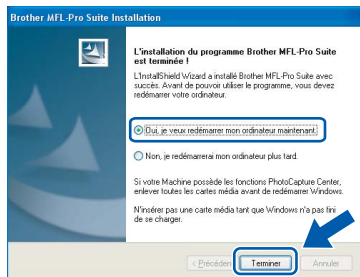 Brother MFL-Pro Suite Installation
L'installation du programme Brother MFL-Pro Suite
est terminée !
L'InstallShield Wizard a installé Brother MFL-Pro Suite avec
succès. Avant de pouvoir utiliser le programme, vous devez
redémarrer votre ordinateur.
Oui, je veux redémarrer mon ordinateur maintenant.
Non, je redémarrerai mon ordinateur plus tard.
Si votre Machine possède les fonctions PhotoCapture Center,
enlever toutes les cartes média avant de redémarrer Windows.
N'insérer pas une carte média tant que Windows n'a pas fini
de se charger.
< Précédent
Terminer
Annuler